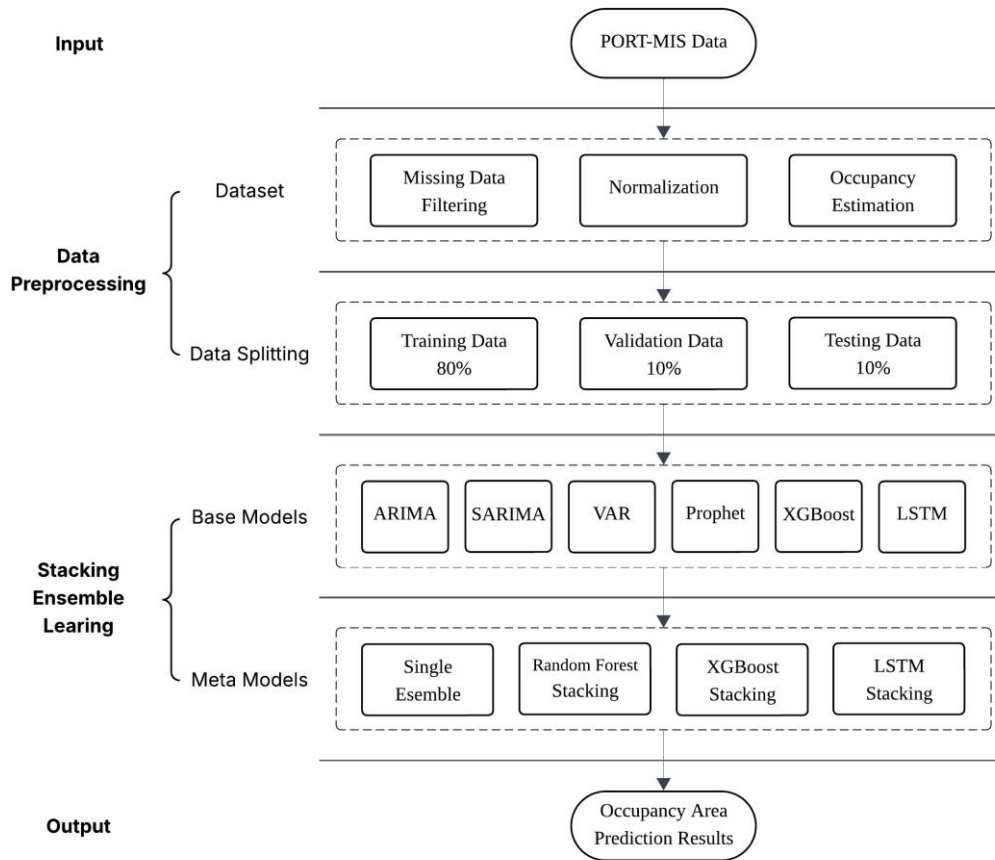 Input
PORT-MIS Data
Data
Preprocessing
Dataset
Missing Data
Filtering
Normalization
Occupancy
Estimation
Data Splitting
Training Data
80%
Validation Data
10%
Testing Data
10%
Stacking
Ensemble
Learing
Base Models
ARIMA
SARIMA
VAR
Prophet
XGBoost
LSTM
Meta Models
Single
Esemble
Random Forest
Stacking
XGBoost
Stacking
LSTM
Stacking
Output
Occupancy Area
Prediction Results